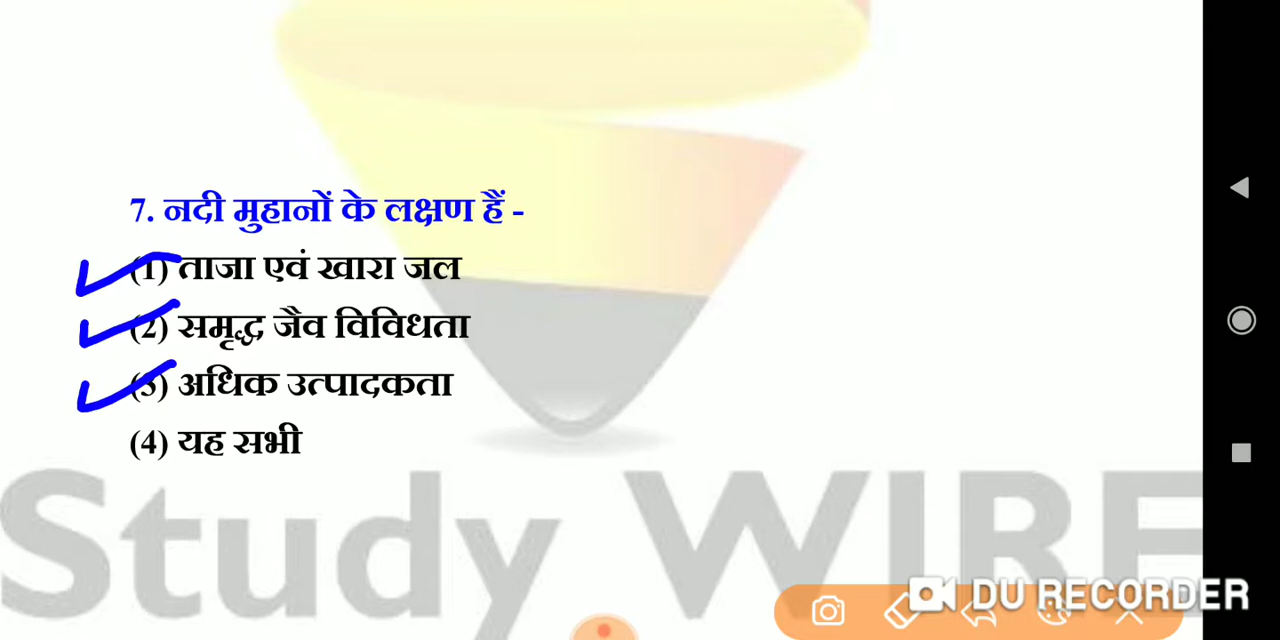 7. नदी मुहानों के लक्षण हैं -
(1) ताजा एवं खारा जल
(2) समृद्ध जैव विविधता
(3) अधिक उत्पादकता
(4) यह सभी
Study WIRE
DU RECORDER